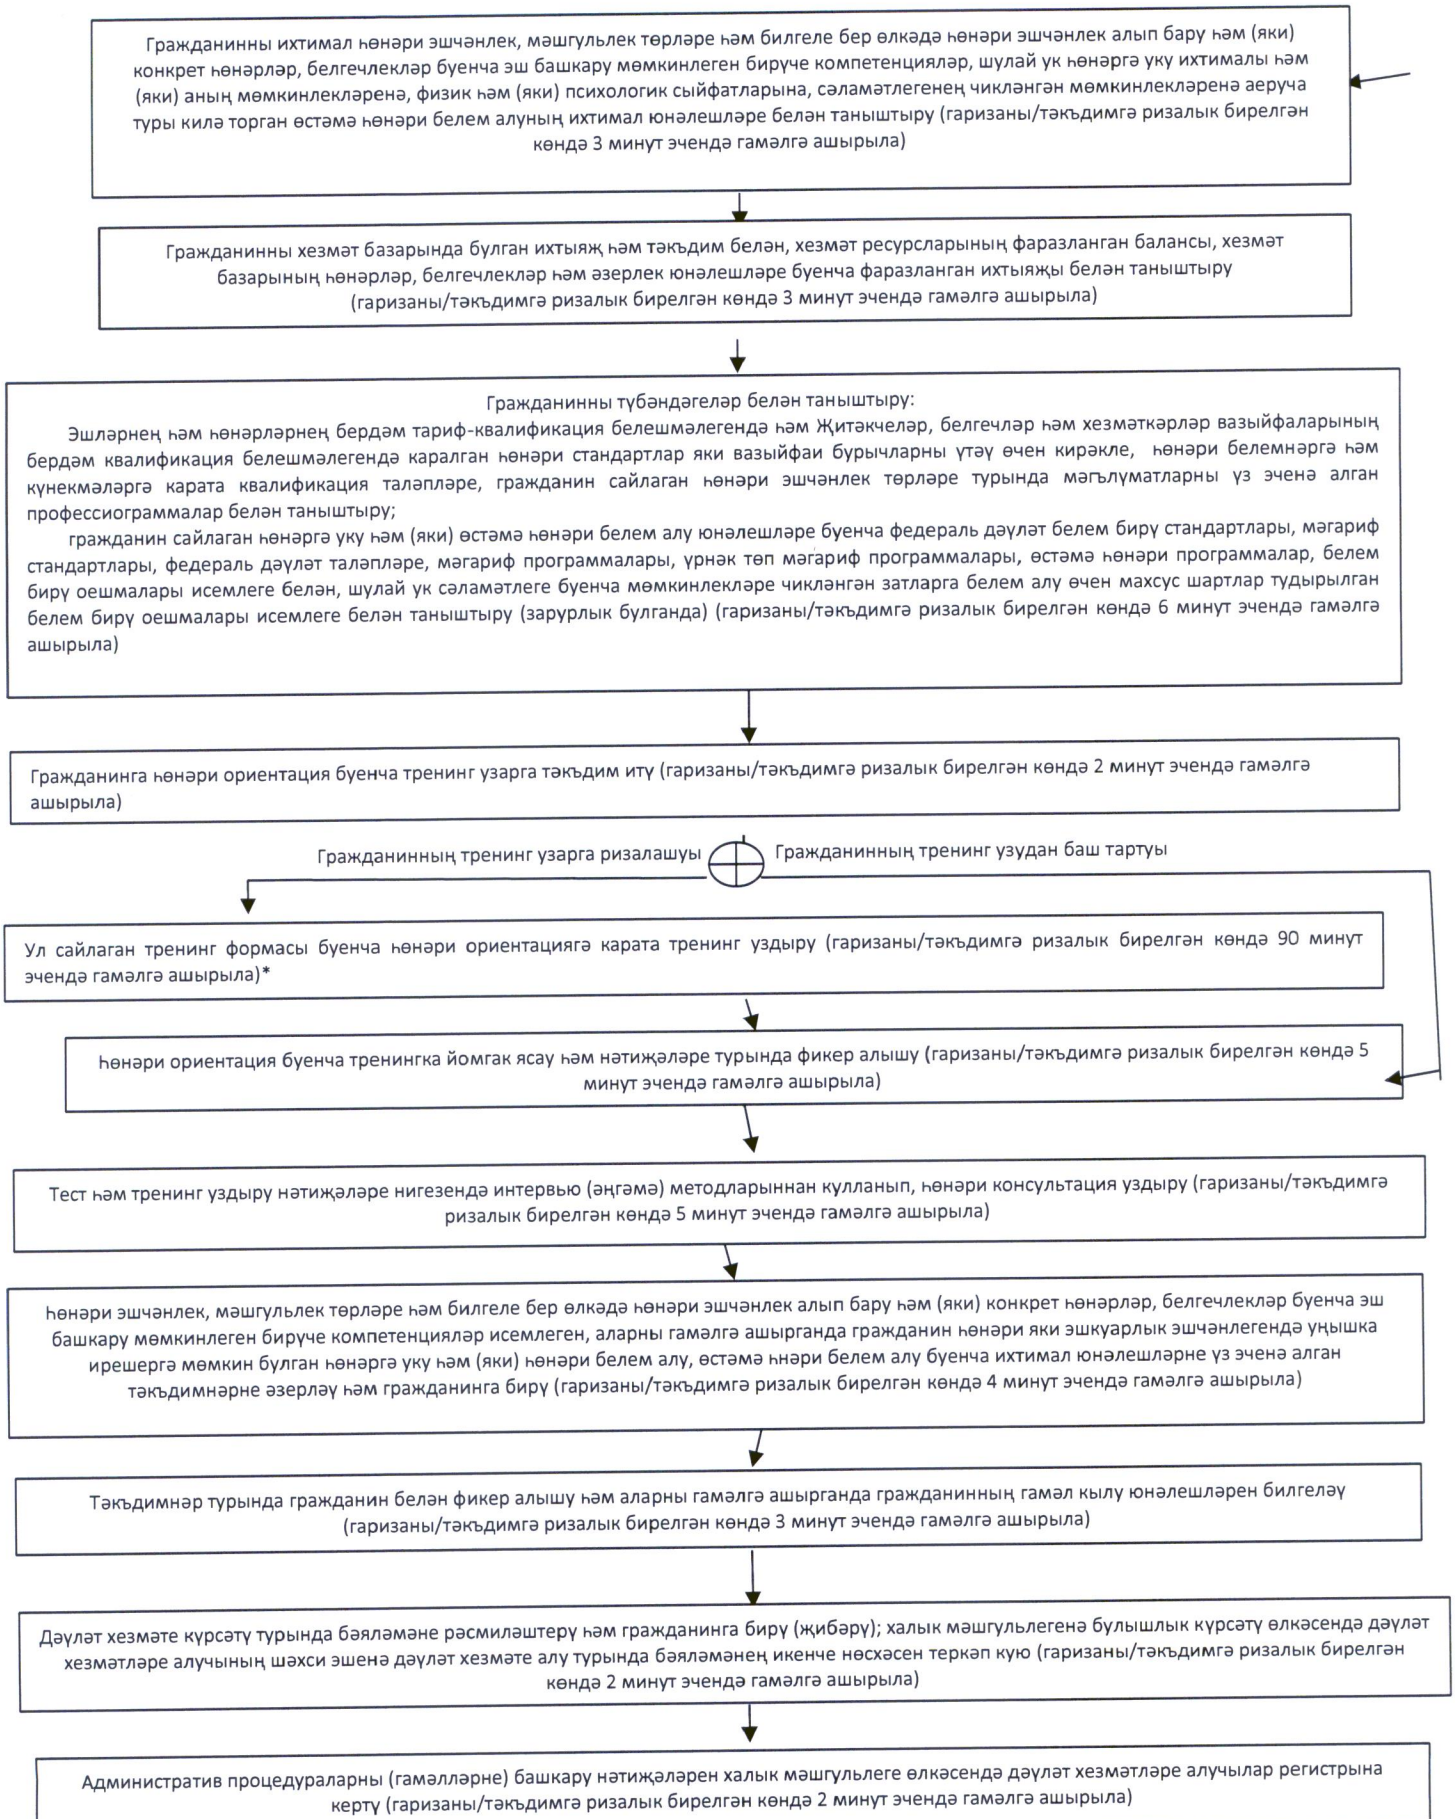 Гражданинны ихтимал һөнәри эшчәнлек, мәшгульлек төрләре һәм билгеле бер өлкәдә һөнәри эшчәнлек алып бару һәм (яки)
конкрет һөнәрләр, белгечлекләр буенча эш башкару мөмкинлеген бирүче компетенцияләр, шулай ук һөнәргә уку ихтималы һәм
(яки) аның мөмкинлекләренә, физик һәм (яки) психологик сыйфатларына, сәламәтлегенең чикләнгән мөмкинлекләренә аеруча
туры килә торган өстәмә һөнәри белем алуның ихтимал юнәлешләре белән таныштыру (гаризаны/тәкъдимгә ризалык бирелгән
көндә 3 минут эчендә гамәлгә ашырыла)
Гражданинны хезмәт базарында булган ихтыяҗ һәм тәкъдим белән, хезмәт ресурсларының фаразланган балансы, хезмәт
базарының һөнәрләр, белгечлекләр һәм әзерлек юнәлешләре буенча фаразланган ихтыяҗы белән таныштыру
(гаризаны/тәкъдимгә ризалык бирелгән көндә 3 минут эчендә гамәлгә ашырыла)
Гражданинны түбәндәгеләр белән таныштыру:
Эшләрнең һәм һөнәрләрнең бердәм тариф-квалификация белешмәлегендә һәм Җитәкчеләр, белгечләр һәм хезмәткәрләр вазыйфаларының
бердәм квалификация белешмәлегендә каралган һөнәри стандартлар яки вазыйфаи бурычларны үтәү өчен кирәкле, һөнәри белемнәргә һәм
күнекмәләргә карата квалификация таләпләре, гражданин сайлаган һөнәри эшчәнлек төрләре турында мәгълүматларны үз эченә алган
профессиограммалар белән таныштыру;
гражданин сайлаган һөнәргә уку һәм (яки) өстәмә һөнәри белем алу юнәлешләре буенча федераль дәүләт белем бирү стандартлары, мәгариф
стандартлары, федераль дәүләт таләпләре, мәгариф программалары, үрнәк төп мәгариф программалары, өстәмә һөнәри программалар, белем
бирү оешмалары исемлеге белән, шулай ук сәламәтлеге буенча мөмкинлекләре чикләнгән затларга белем алу өчен махсус шартлар тудырылган
белем бирү оешмалары исемлеге белән таныштыру (зарурлык булганда) (гаризаны/тәкъдимгә ризалык бирелгән көндә 6 минут эчендә гамәлгә
ашырыла)
Гражданинга һөнәри ориентация буенча тренинг узарга тәкъдим итү (гаризаны/тәкъдимгә ризалык бирелгән көндә 2 минут эчендә гамәлгә
ашырыла)
Гражданинның тренинг узарга ризалашуы
Гражданинның тренинг узудан баш тартуы
Ул сайлаган тренинг формасы буенча һөнәри ориентациягә карата тренинг уздыру (гаризаны/тәкъдимгә ризалык бирелгән көндә 90 минут
эчендә гамәлгә ашырыла)*
Һөнәри ориентация буенча тренингка йомгак ясау һәм нәтиҗәләре турында фикер алышу (гаризаны/тәкъдимгә ризалык бирелгән көндә 5
минут эчендә гамәлгә ашырыла)
Тест һәм тренинг уздыру нәтиҗәләре нигезендә интервью (әңгәмә) методларыннан кулланып, һөнәри консультация уздыру (гаризаны/тәкъдимгә
ризалык бирелгән көндә 5 минут эчендә гамәлгә ашырыла)
Һөнәри эшчәнлек, мәшгульлек төрләре һәм билгеле бер өлкәдә һөнәри эшчәнлек алып бару һәм (яки) конкрет һөнәрләр, белгечлекләр буенча эш
башкару мөмкинлеген бирүче компетенцияләр исемлеген, аларны гамәлгә ашырганда гражданин һөнәри яки эшкуарлык эшчәнлегендә уңышка
ирешергә мөмкин булган һөнәргә уку һәм (яки) һөнәри белем алу, өстәмә һнәри белем алу буенча ихтимал юнәлешләрне үз эченә алган
тәкъдимнәрне әзерләү һәм гражданинга бирү (гаризаны/тәкъдимгә ризалык бирелгән көндә 4 минут эчендә гамәлгә ашырыла)
Тәкъдимнәр турында гражданин белән фикер алышу һәм аларны гамәлгә ашырганда гражданинның гамәл кылу юнәлешләрен билгеләү
(гаризаны/тәкъдимгә ризалык бирелгән көндә 3 минут эчендә гамәлгә ашырыла)
Дәүләт хезмәте күрсәтү турында бәяләмәне рәсмиләштерү һәм гражданинга бирү (җибәрү); халык мәшгульлегенә булышлык күрсәтү өлкәсендә дәүләт
хезмәтләре алучының шәхси эшенә дәүләт хезмәте алу турында бәяләмәнең икенче нөсхәсен теркәп кую (гаризаны/тәкъдимгә ризалык бирелгән
көндә 2 минут эчендә гамәлгә ашырыла)
Административ процедураларны (гамәлләрне) башкару нәтиҗәләрен халык мәшгульлеге өлкәсендә дәүләт хезмәтләре алучылар регистрына
кертү (гаризаны/тәкъдимгә ризалык бирелгән көндә 2 минут эчендә гамәлгә ашырыла)